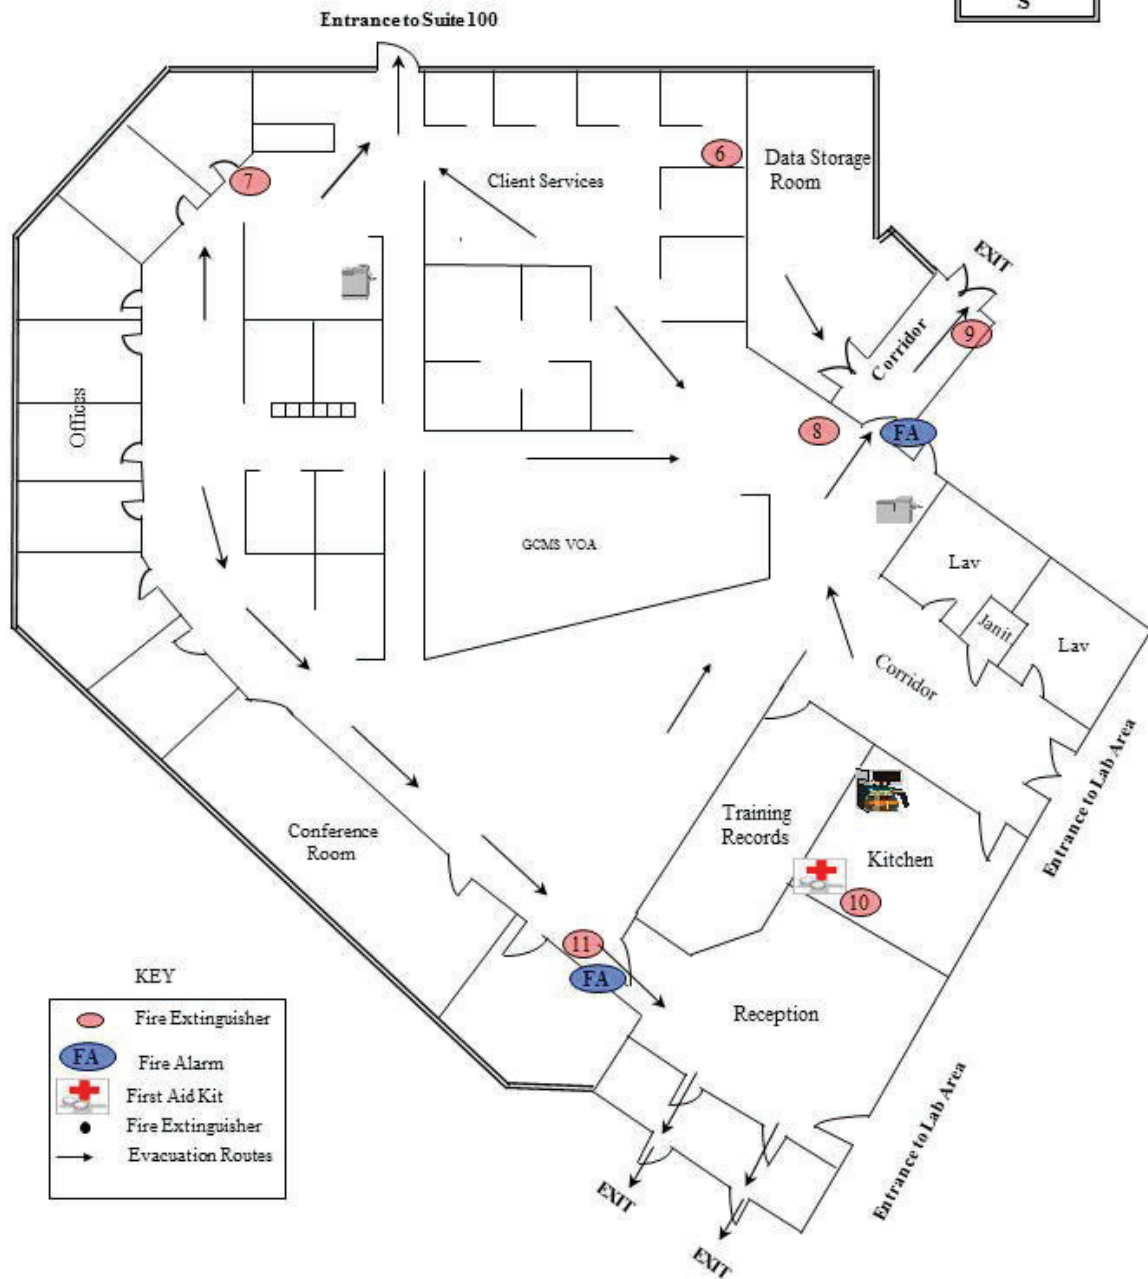 S
Entrance to Suite 100
6
Data Storage
Room
7
Client Services
EXIT
9
Corridor
Offices
8
FA
GCMS VOA
Lav
Janit
Lav
Corridor
Entrance to Lab Area
Training
Records
Conference
Room
Kitchen
10
11
FA
KEY
Reception
Fire Extinguisher
FA
Fire Alarm
First Aid Kit
Fire Extinguisher
Evacuation Routes
Entrance to Lab Area
EXIT
EXIT